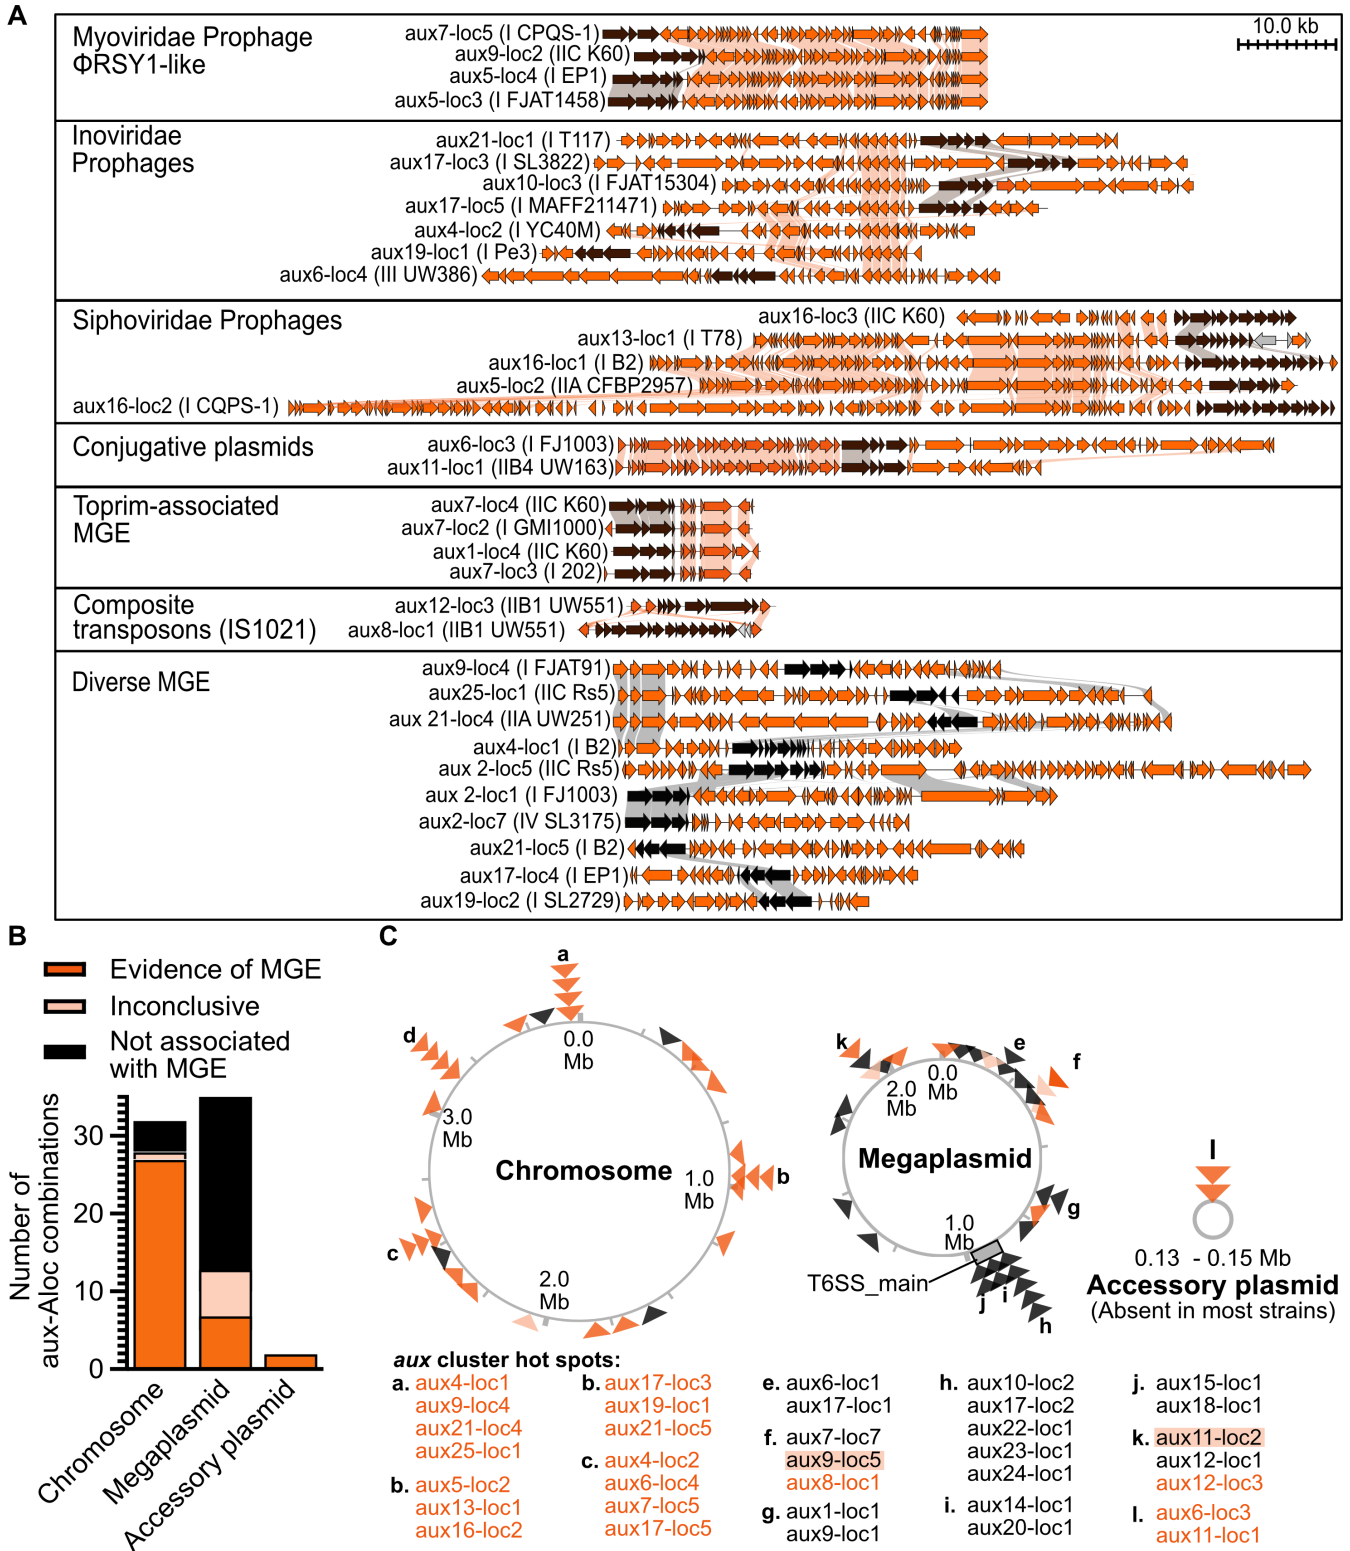 A
10.0 kb
Myoviridae Prophage
ΦRSY1-like
aux7-loc5 (I CPQS-1)
aux9-loc2 (IIC K60)
aux5-loc4 (I EP1)
aux5-loc3 (I FJAT1458)
Inoviridae
Prophages
aux21-loc1 (I T117)
aux17-loc3 (I SL3822)
aux10-loc3 (I FJAT15304)
aux17-loc5 (I MAFF211471)
aux4-loc2 (I YC40M)
aux19-loc1 (I Pe3)
aux6-loc4 (III UW386)
Siphoviridae Prophages
aux16-loc3 (IIC K60)
aux13-loc1 (I T78)
aux16-loc1 (I B2)
aux5-loc2 (IIA CFBP2957)
aux16-loc2 (I CQPS-1)
Conjugative plasmids
aux6-loc3 (I FJ1003)
aux11-loc1 (IIB4 UW163)
Toprim-associated
MGE
aux7-loc4 (IIC K60)
aux7-loc2 (I GMI1000)
aux1-loc4 (IIC K60)
aux7-loc3 (I 202)
Composite
transposons (IS1021)
aux12-loc3 (IIB1 UW551)
aux8-loc1 (IIB1 UW551)
Diverse MGE
aux9-loc4 (I FJAT91)
aux25-loc1 (IIC Rs5)
aux 21-loc4 (IIA UW251)
aux4-loc1 (I B2)
aux 2-loc5 (IIC Rs5)
aux 2-loc1 (I FJ1003)
aux2-loc7 (IV SL3175)
aux21-loc5 (I B2)
aux17-loc4 (I EP1)
aux19-loc2 (I SL2729)
B
Evidence of MGE
Inconclusive
Not associated
with MGE
Number of
aux-Aloc combinations
30
20
10
0
Chromosome
Megaplasmid
Accessory plasmid
C
a
b
c
d
0.0
Mb
1.0
Mb
2.0
Mb
3.0
Mb
Chromosome
k
e
f
g
h
i
j
0.0
Mb
1.0
Mb
2.0
Mb
Megaplasmid
T6SS_main
l
0.13 - 0.15 Mb
Accessory plasmid
(Absent in most strains)
aux cluster hot spots:
a. aux4-loc1
aux9-loc4
aux21-loc4
aux25-loc1
b. aux5-loc2
aux13-loc1
aux16-loc2
b. aux17-loc3
aux19-loc1
aux21-loc5
c. aux4-loc2
aux6-loc4
aux7-loc5
aux17-loc5
e. aux6-loc1
aux17-loc1
f. aux7-loc7
aux9-loc5
aux8-loc1
g. aux1-loc1
aux9-loc1
h. aux10-loc2
aux17-loc2
aux22-loc1
aux23-loc1
aux24-loc1
i. aux14-loc1
aux20-loc1
j. aux15-loc1
aux18-loc1
k. aux11-loc2
aux12-loc1
aux12-loc3
l. aux6-loc3
aux11-loc1